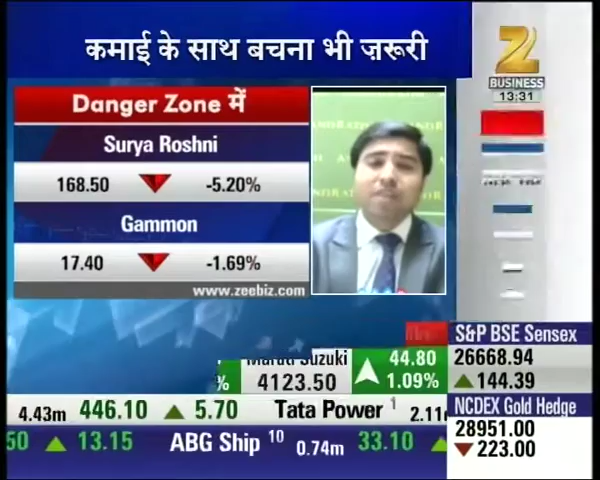 कमाई के साथ बचना भी ज़रूरी
Z
BUSINESS
13:31
Danger Zone में
Surya Roshni
168.50 -5.20%
Gammon
17.40 -1.69%
www.zeebiz.com
S&P BSE Sensex
26668.94
144.39
NCDEX Gold Hedge
28951.00
223.00
% Maruti Suzuki 44.80
4123.50 1.09%
4.43m 446.10 5.70 Tata Power 1 2.11
50 13.15 ABG Ship 10 0.74m 33.10